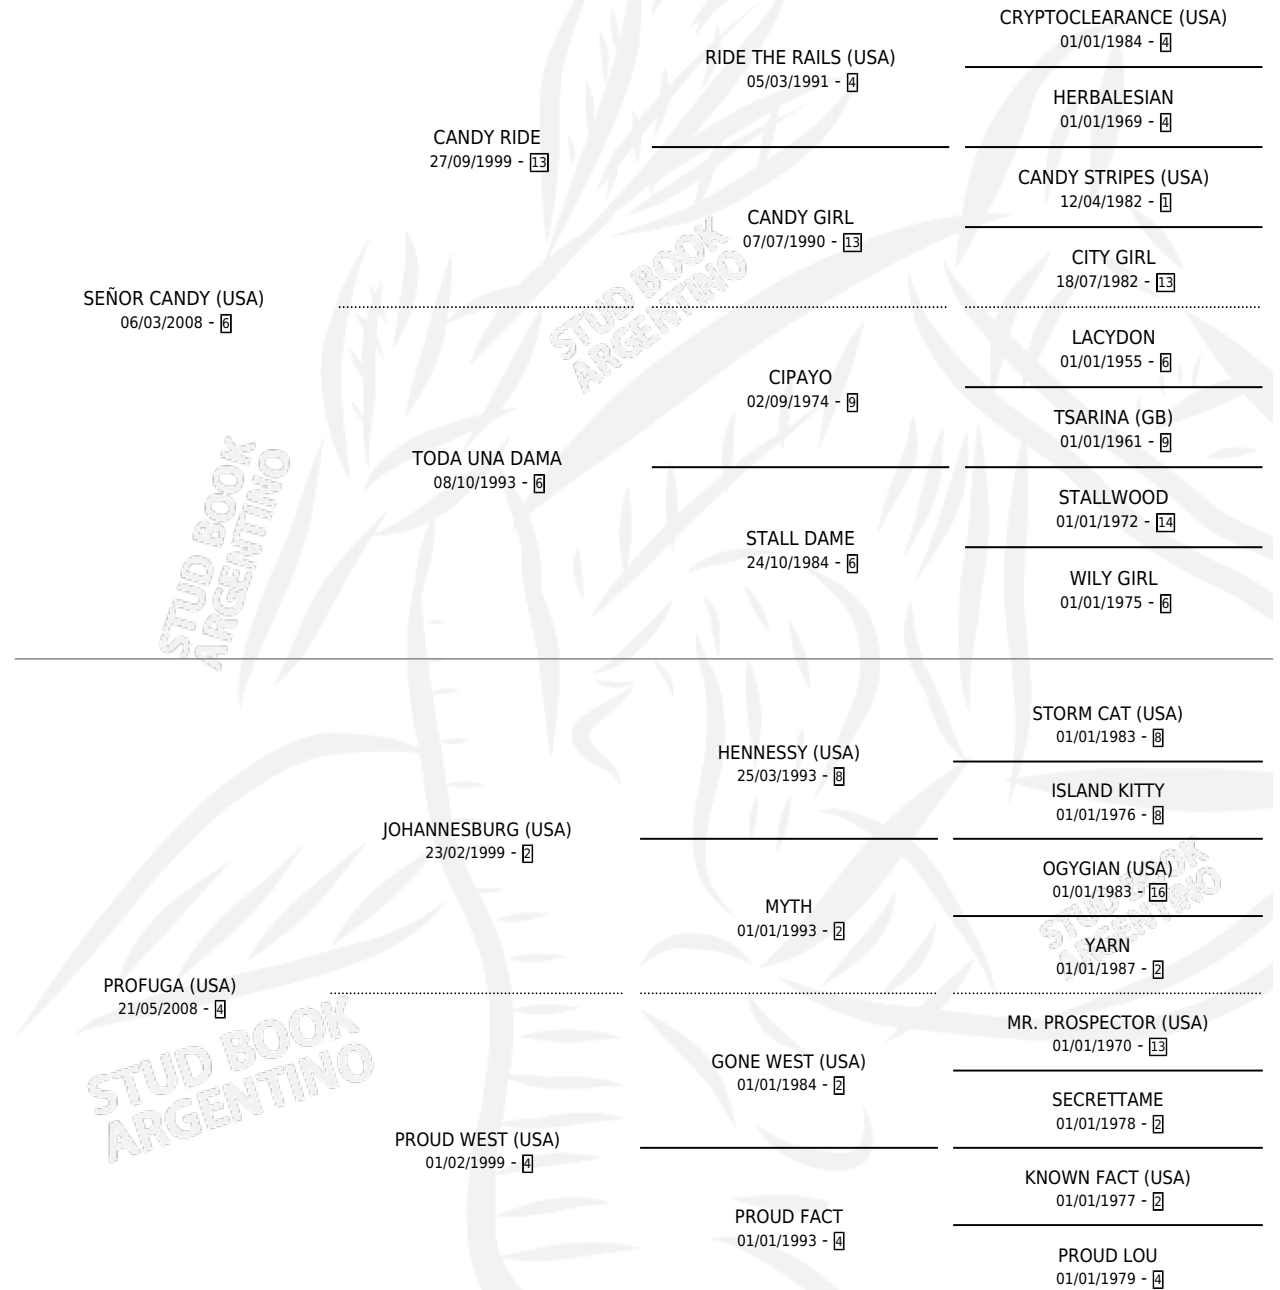 CRYPTOCLEARANCE (USA)
01/01/1984 - 4
RIDE THE RAILS (USA)
05/03/1991 - 4
HERBALESIAN
01/01/1969 - 4
CANDY RIDE
27/09/1999 - 13
CANDY STRIPES (USA)
12/04/1982 - 1
CANDY GIRL
07/07/1990 - 13
CITY GIRL
18/07/1982 - 13
SEÑOR CANDY (USA)
06/03/2008 - 6
LACYDON
01/01/1955 - 6
CIPAYO
02/09/1974 - 9
TSARINA (GB)
01/01/1961 - 9
TODA UNA DAMA
08/10/1993 - 6
STALLWOOD
01/01/1972 - 14
STALL DAME
24/10/1984 - 6
WILY GIRL
01/01/1975 - 6
STUD BOOK
ARGENTINO
STUD BOOK
ARGENTINO
STORM CAT (USA)
01/01/1983 - 8
HENNESSY (USA)
25/03/1993 - 8
ISLAND KITTY
01/01/1976 - 8
JOHANNESBURG (USA)
23/02/1999 - 2
OGYGIAN (USA)
01/01/1983 - 16
MYTH
01/01/1993 - 2
YARN
01/01/1987 - 2
PROFUGA (USA)
21/05/2008 - 4
MR. PROSPECTOR (USA)
01/01/1970 - 13
GONE WEST (USA)
01/01/1984 - 2
SECRETTAME
01/01/1978 - 2
PROUD WEST (USA)
01/02/1999 - 4
KNOWN FACT (USA)
01/01/1977 - 2
PROUD FACT
01/01/1993 - 4
PROUD LOU
01/01/1979 - 4
STUD BOOK
ARGENTINO
STUD BOOK
ARGENTINO